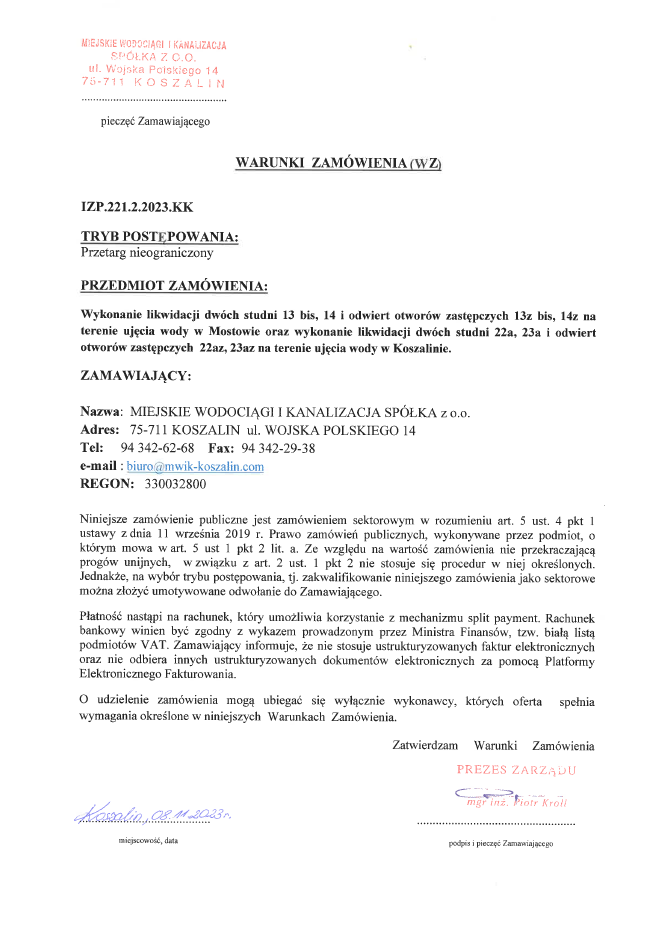 MIEJSKIE WODOCIĄGI I KANALIZACJA
SPÓŁKA Z O.O.
ul. Wojska Polskiego 14
75-711 KOSZALIN
pieczęć Zamawiającego
WARUNKI ZAMÓWIENIA (WZ)
IZP.221.2.2023.KK
TRYB POSTĘPOWANIA:
Przetarg nieograniczony
PRZEDMIOT ZAMÓWIENIA:
Wykonanie likwidacji dwóch studni 13 bis, 14 i odwiert otworów zastępczych 13z bis, 14z na
terenie ujęcia wody w Mostowie oraz wykonanie likwidacji dwóch studni 22a, 23a i odwiert
otworów zastępczych 22az, 23az na terenie ujęcia wody w Koszalinie.
ZAMAWIAJĄCY:
Nazwa: MIEJSKIE WODOCIĄGI I KANALIZACJA SPÓŁKA z o.o.
Adres: 75-711 KOSZALIN ul. WOJSKA POLSKIEGO 14
Tel: 94 342-62-68 Fax: 94 342-29-38
e-mail : biuro@mwik-koszalin.com
REGON: 330032800
Niniejsze zamówienie publiczne jest zamówieniem sektorowym w rozumieniu art. 5 ust. 4 pkt 1
ustawy z dnia 11 września 2019 r. Prawo zamówień publicznych, wykonywane przez podmiot, o
którym mowa w art. 5 ust 1 pkt 2 lit. a. Ze względu na wartość zamówienia nie przekraczającą
progów unijnych, w związku z art. 2 ust. 1 pkt 2 nie stosuje się procedur w niej określonych.
Jednakże, na wybór trybu postępowania, tj. zakwalifikowanie niniejszego zamówienia jako sektorowe
można złożyć umotywowane odwołanie do Zamawiającego.
Płatność nastąpi na rachunek, który umożliwia korzystanie z mechanizmu split payment. Rachunek
bankowy winien być zgodny z wykazem prowadzonym przez Ministra Finansów, tzw. białą listą
podmiotów VAT. Zamawiający informuje, że nie stosuje ustrukturyzowanych faktur elektronicznych
oraz nie odbiera innych ustrukturyzowanych dokumentów elektronicznych za pomocą Platformy
Elektronicznego Fakturowania.
O udzielenie zamówienia mogą ubiegać się wyłącznie wykonawcy, których oferta spełnia
wymagania określone w niniejszych Warunkach Zamówienia.
Zatwierdzam Warunki Zamówienia
PREZES ZARZĄDU
mgr inż. Piotr Kroll
Koszalin, 08.11.2023r.
miejscowość, data
podpis i pieczęć Zamawiającego